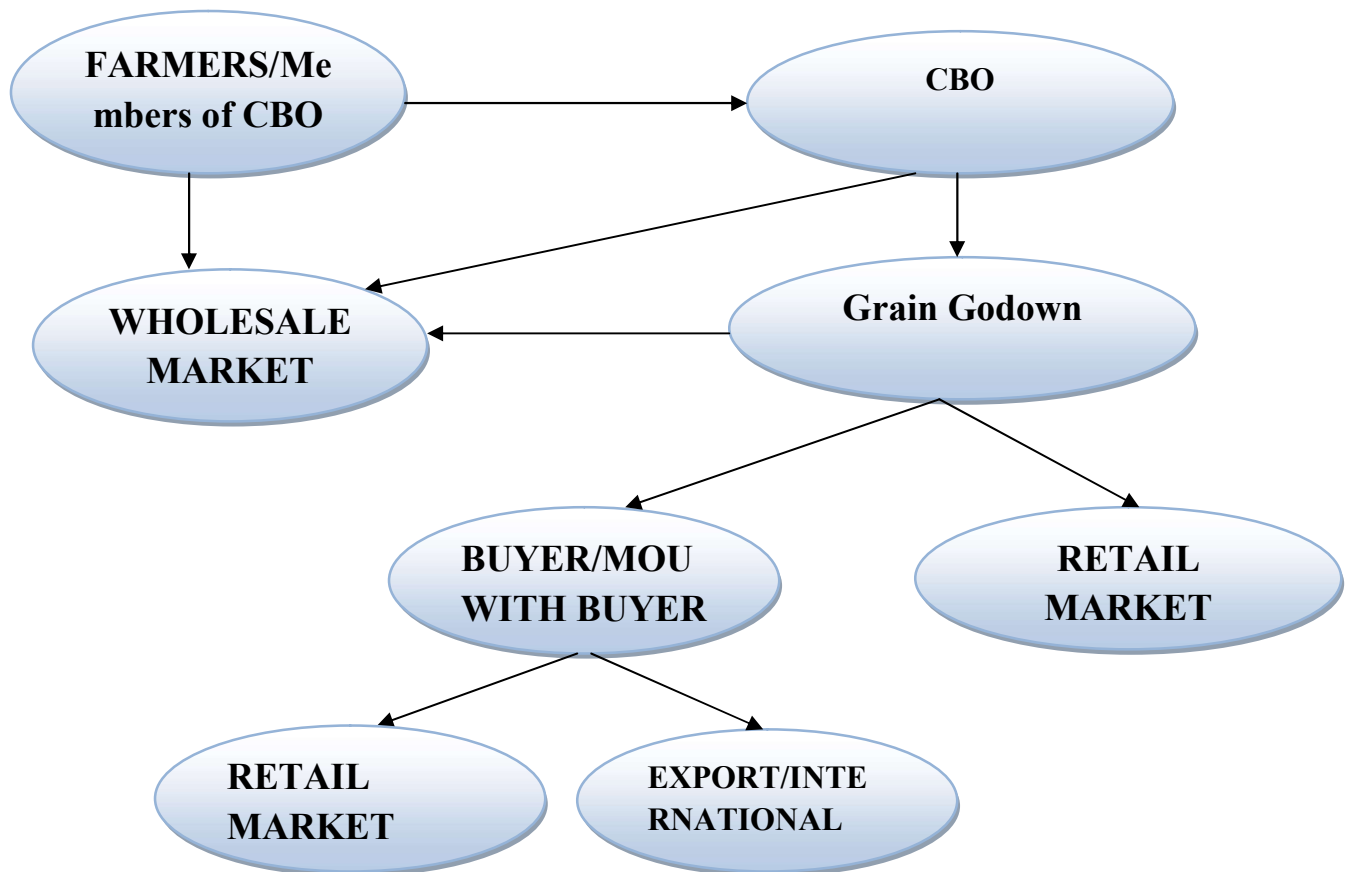 FARMERS/Me
mbers of CBO
CBO
WHOLESALE
MARKET
Grain Godown
BUYER/MOU
WITH BUYER
RETAIL
MARKET
RETAIL
MARKET
EXPORT/INTE
RNATIONAL